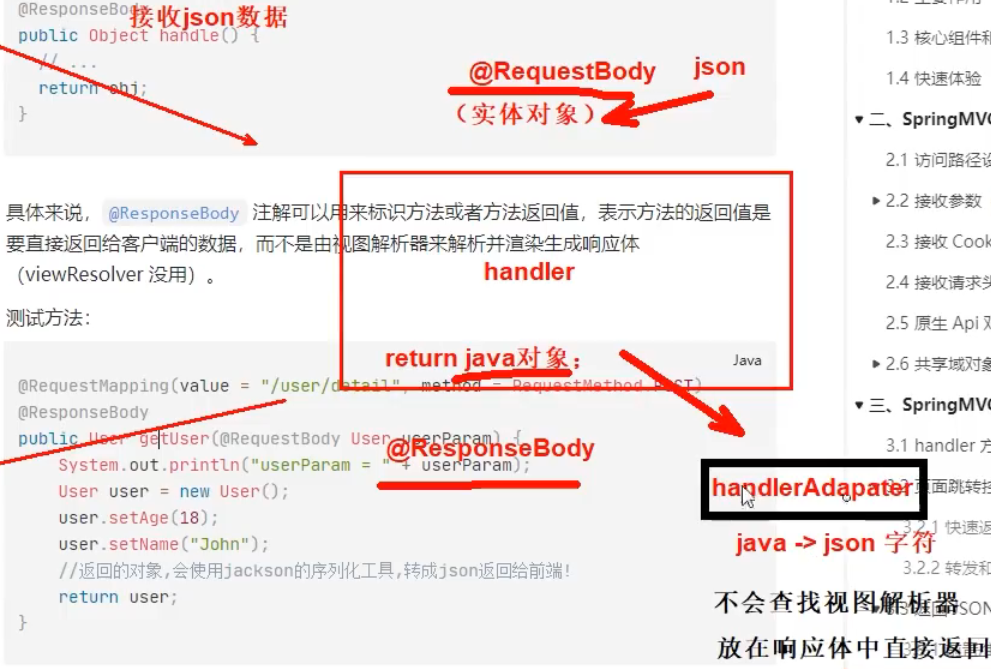 @ResponseBody
接收json数据
public Object handle() {
// ...
return obj;
}
@RequestBody
json
（实体对象）
具体来说， @ResponseBody 注解可以用来标识方法或者方法返回值，表示方法的返回值是
要直接返回给客户端的数据，而不是由视图解析器来解析并渲染生成响应体
（viewResolver 没用）。
handler
测试方法：
return java对象；
Java
@RequestMapping(value = "/user/detail", method = RequestMethod.POST)
@ResponseBody
public User getUser(@RequestBody User userParam) {
@ResponseBody
System.out.println("userParam = " + userParam);
User user = new User();
user.setAge(18);
user.setName("John");
//返回的对象,会使用jackson的序列化工具,转成json返回给前端!
return user;
}
handlerAdapater
java -> json 字符
不会查找视图解析器
放在响应体中直接返回
1.3 核心组件和
1.4 快速体验
二、SpringMVC
2.1 访问路径设
2.2 接收参数
2.3 接收 Cook
2.4 接收请求头
2.5 原生 Api 对
2.6 共享域对象
三、SpringMVC
3.1 handler 方
页面跳转控
3.2.1 快速返
3.2.2 转发和